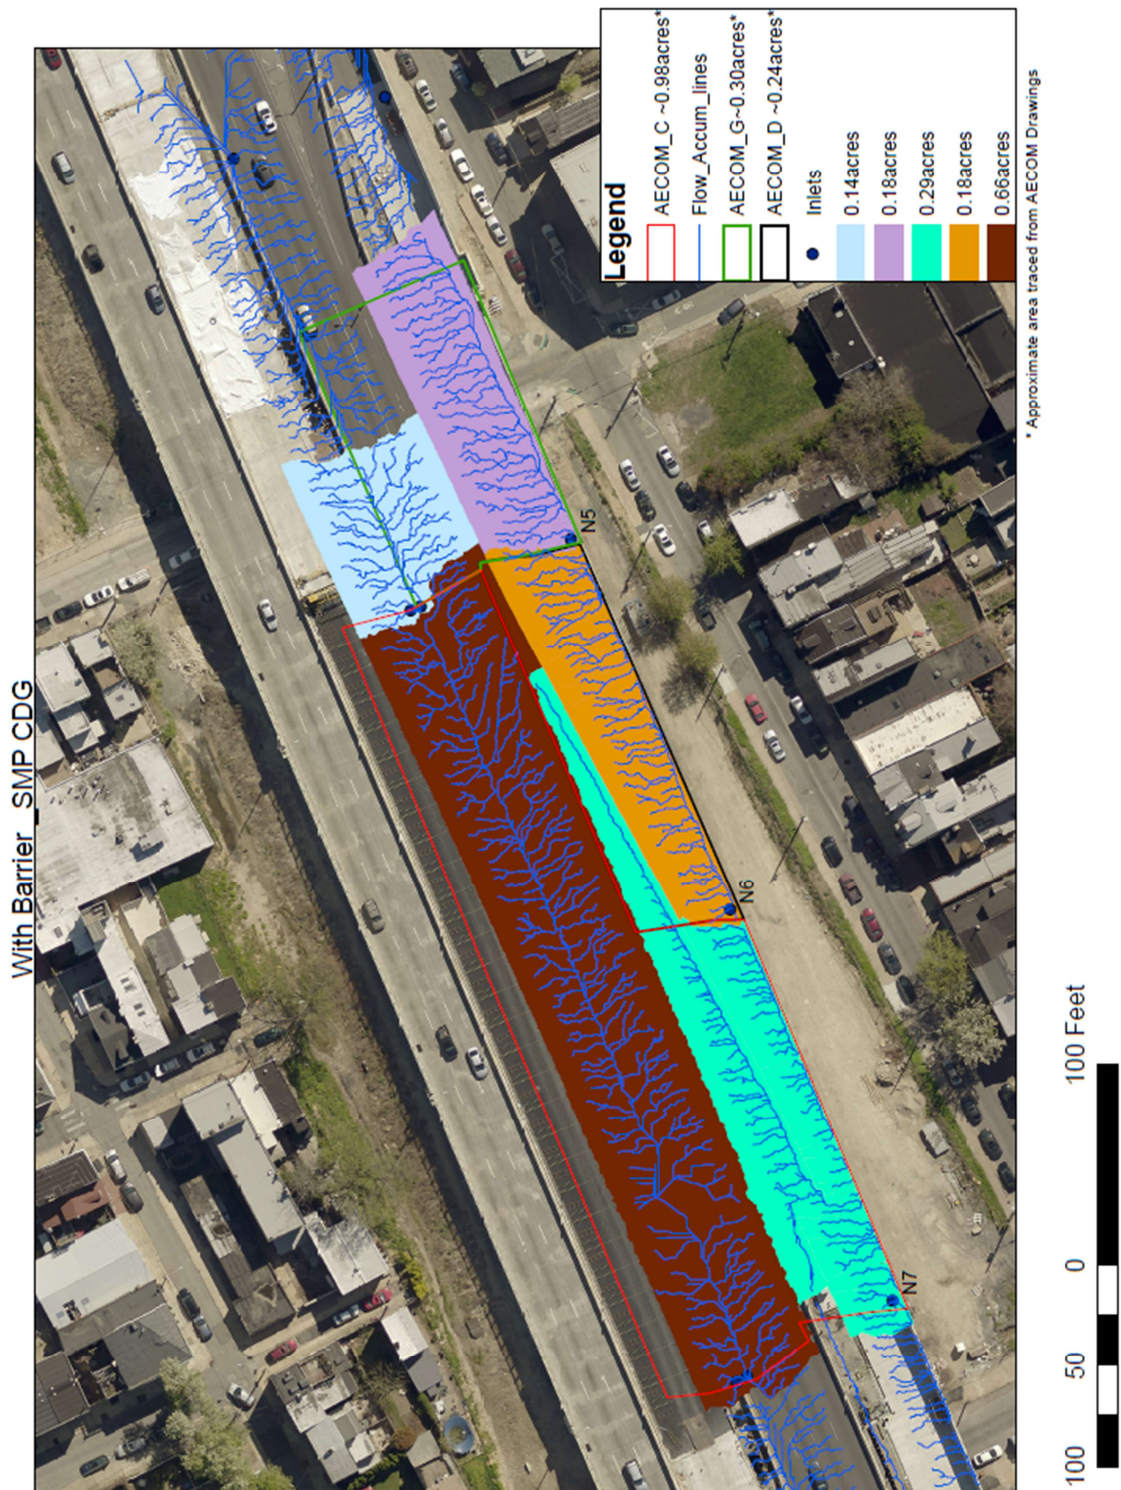 With Barrier _SMP CDG
Legend
AECOM_C ~0.98acres*
Flow_Accum_lines
AECOM_G~0.30acres*
AECOM_D ~0.24acres*
Inlets
0.14acres
0.18acres
0.29acres
0.18acres
0.66acres
* Approximate area traced from AECOM Drawings
N5
N6
N7
100 50 0 100 Feet